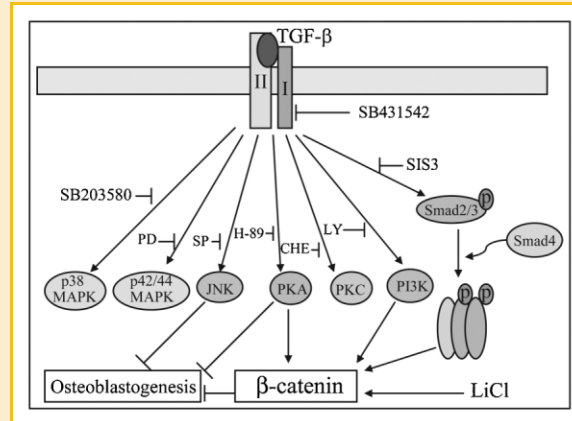 TGF-β
II
I
SB431542
SIS3
SB203580
PD
SP
H-89
CHE
LY
Smad2/3
p
Smad4
p38
MAPK
p42/44
MAPK
JNK
PKA
PKC
PI3K
p
p
Osteoblastogenesis
β-catenin
LiCl